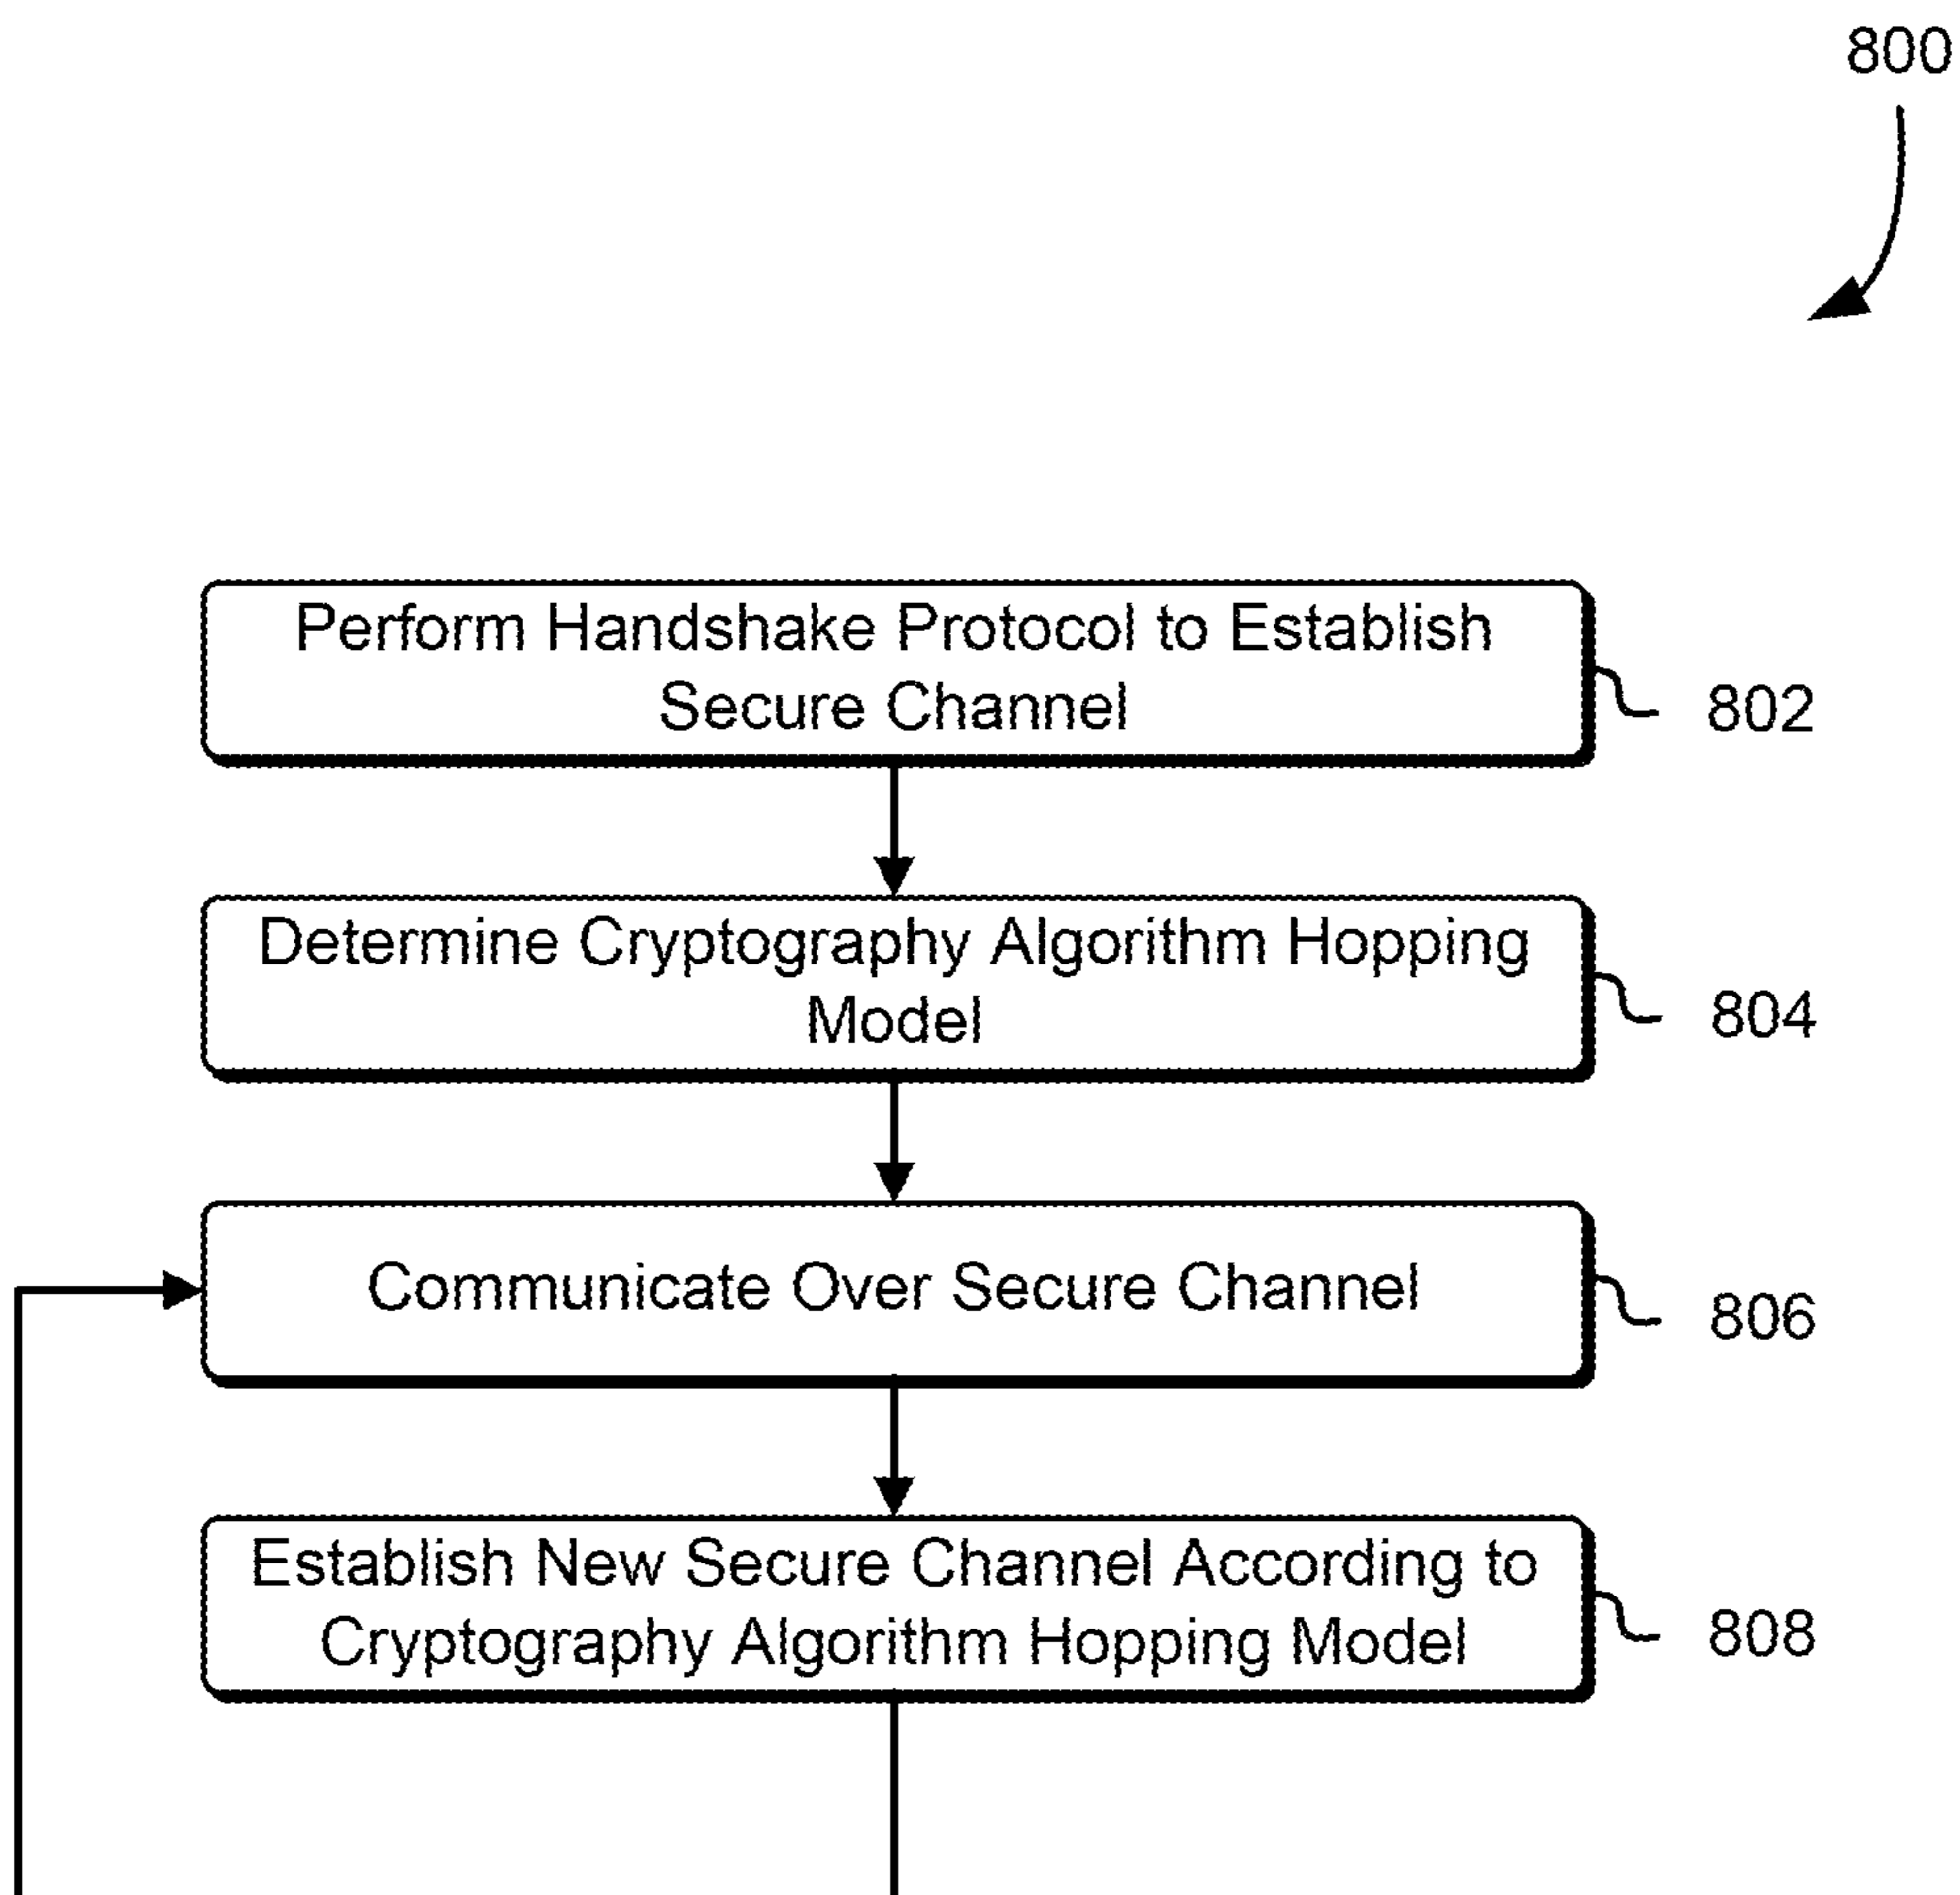 800
Perform Handshake Protocol to Establish
Secure Channel
802
Determine Cryptography Algorithm Hopping
Model
804
Communicate Over Secure Channel
806
Establish New Secure Channel According to
Cryptography Algorithm Hopping Model
808